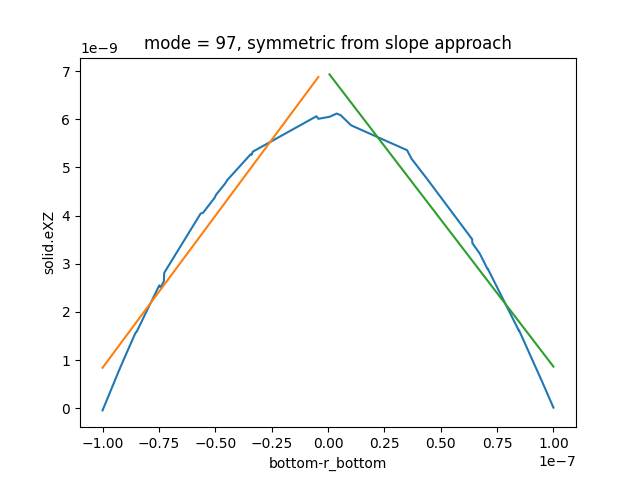 mode = 97, symmetric from slope approach
1e−9
7
6
5
4
3
2
1
0
solid.eXZ
−1.00 −0.75 −0.50 −0.25 0.00 0.25 0.50 0.75 1.00
bottom-r_bottom
1e−7